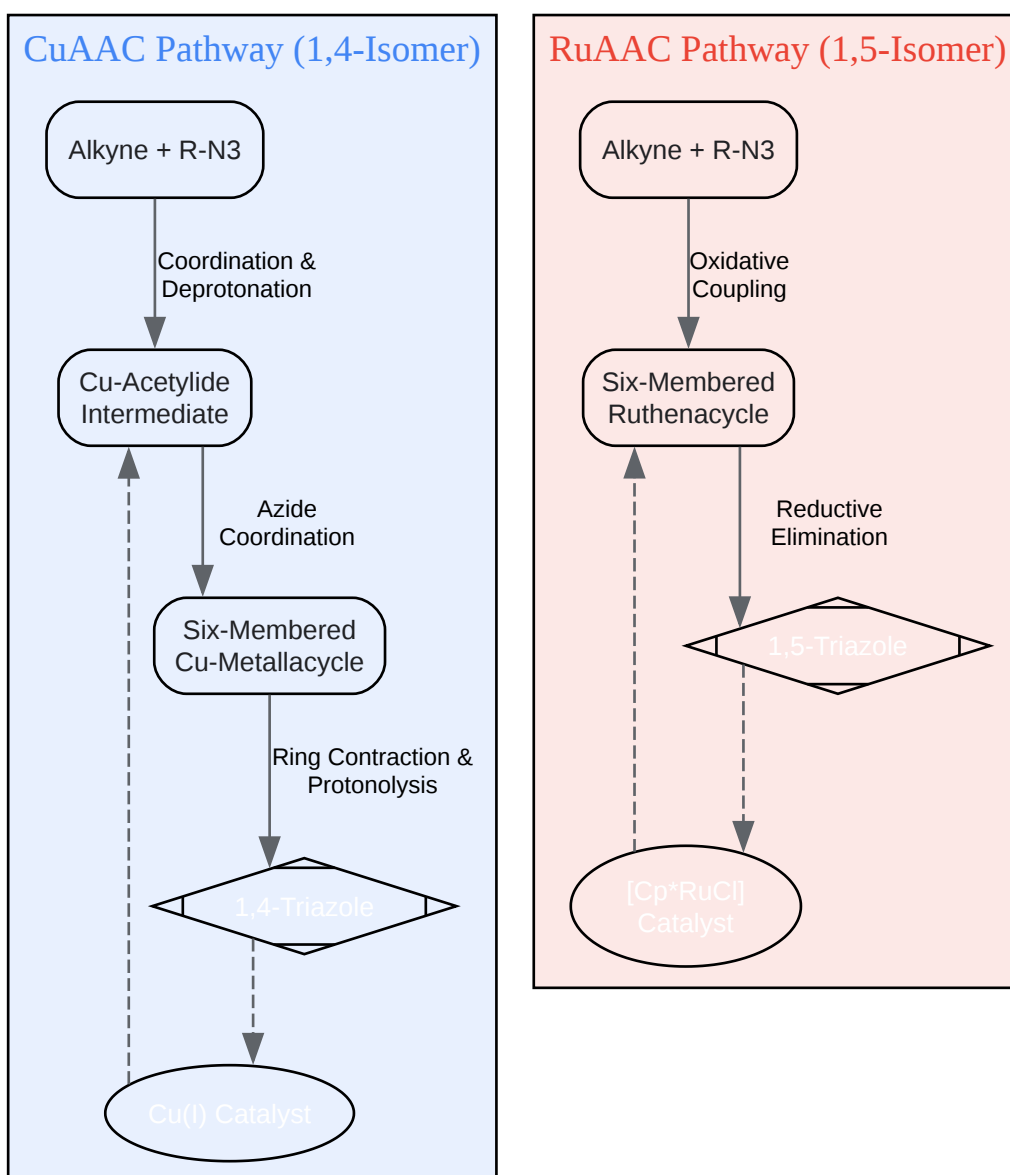 CuAAC Pathway (1,4-Isomer)
Alkyne + R-N3
Coordination &
Deprotonation
Cu-Acetylide
Intermediate
Azide
Coordination
Six-Membered
Cu-Metallacycle
Ring Contraction &
Protonolysis
1,4-Triazole
Cu(I) Catalyst
RuAAC Pathway (1,5-Isomer)
Alkyne + R-N3
Oxidative
Coupling
Six-Membered
Ruthenacycle
Reductive
Elimination
1,5-Triazole
[Cp*RuCl]
Catalyst